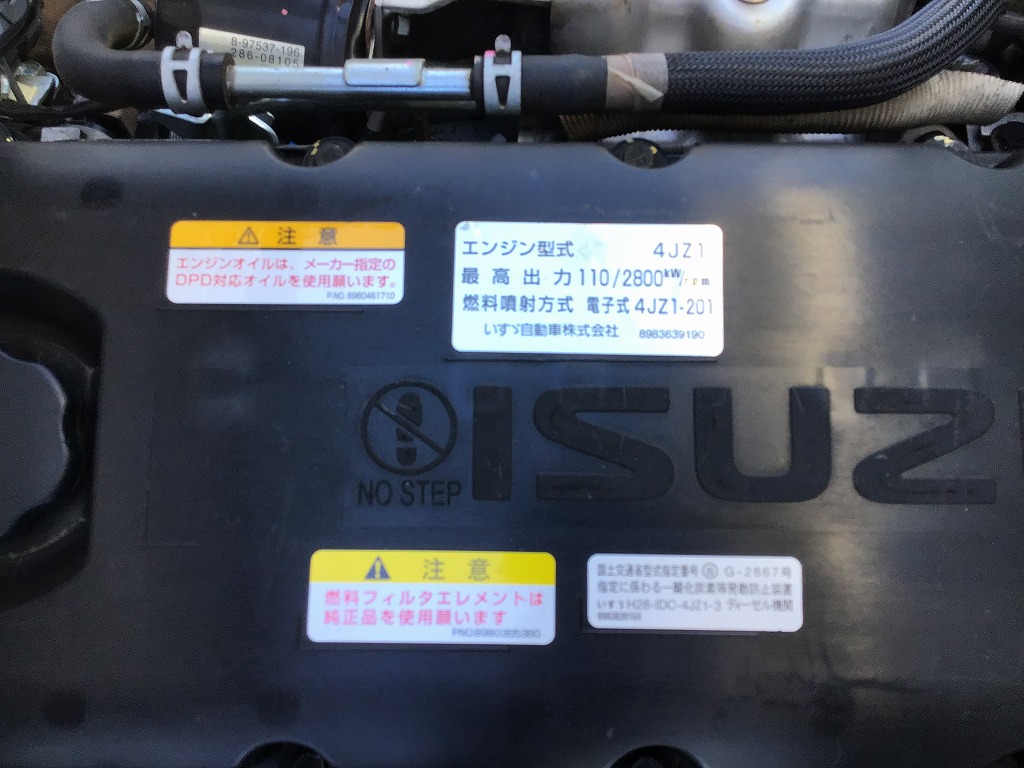 8-97537-196
286-08105
注意
エンジンオイルは、メーカー指定の
DPD対応オイルを使用願います。
P.NO. 8980461710
エンジン型式 4JZ1
最高出力 110/2800kW/rpm
燃料噴射方式 電子式 4JZ1-201
いすゞ自動車株式会社 8983639190
NO STEP
ISUZ
注意
燃料フィルタエレメントは
純正品を使用願います
PNO8980365380
国土交通省型式指定番号 G-2867号
指定に係わる一酸化炭素等発散防止装置
いすゞH28-IDC-4JZ1-3 ディーゼル機関